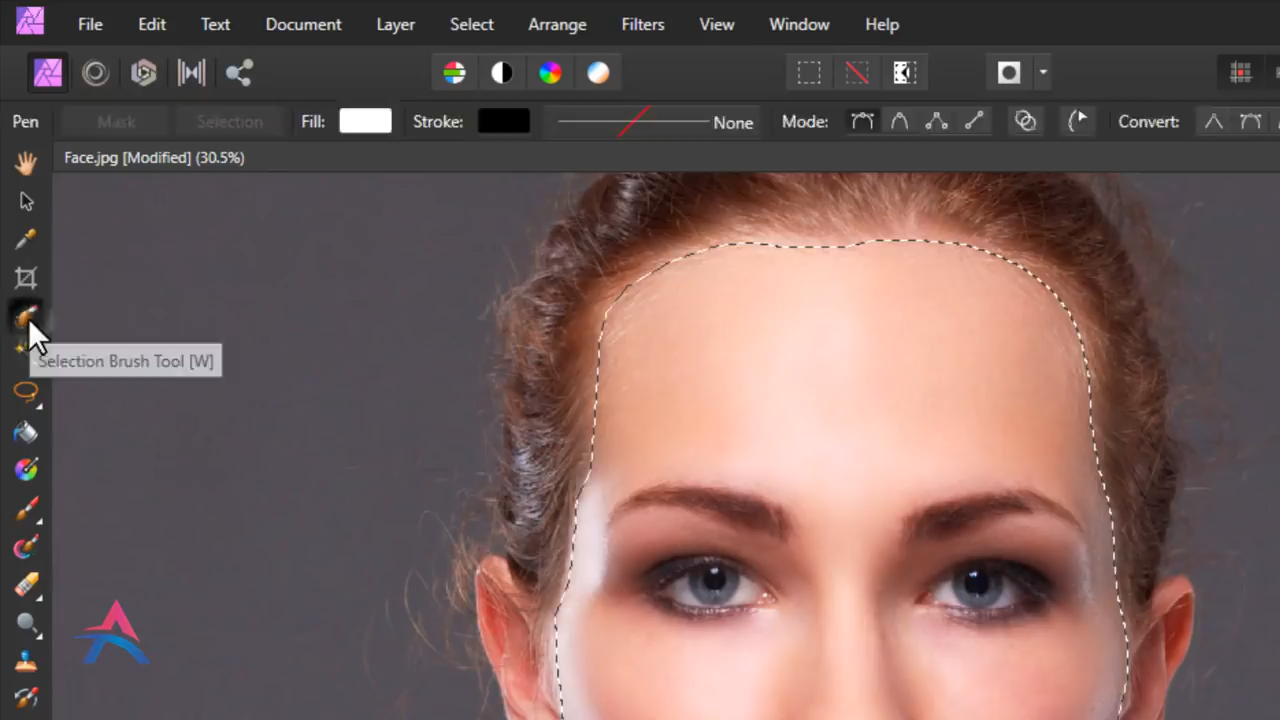 File Edit Text Document Layer Select Arrange Filters View Window Help
Pen Mask Selection Fill: Stroke: None Mode: Convert:
Face.jpg [Modified] (30.5%)
Selection Brush Tool [W]